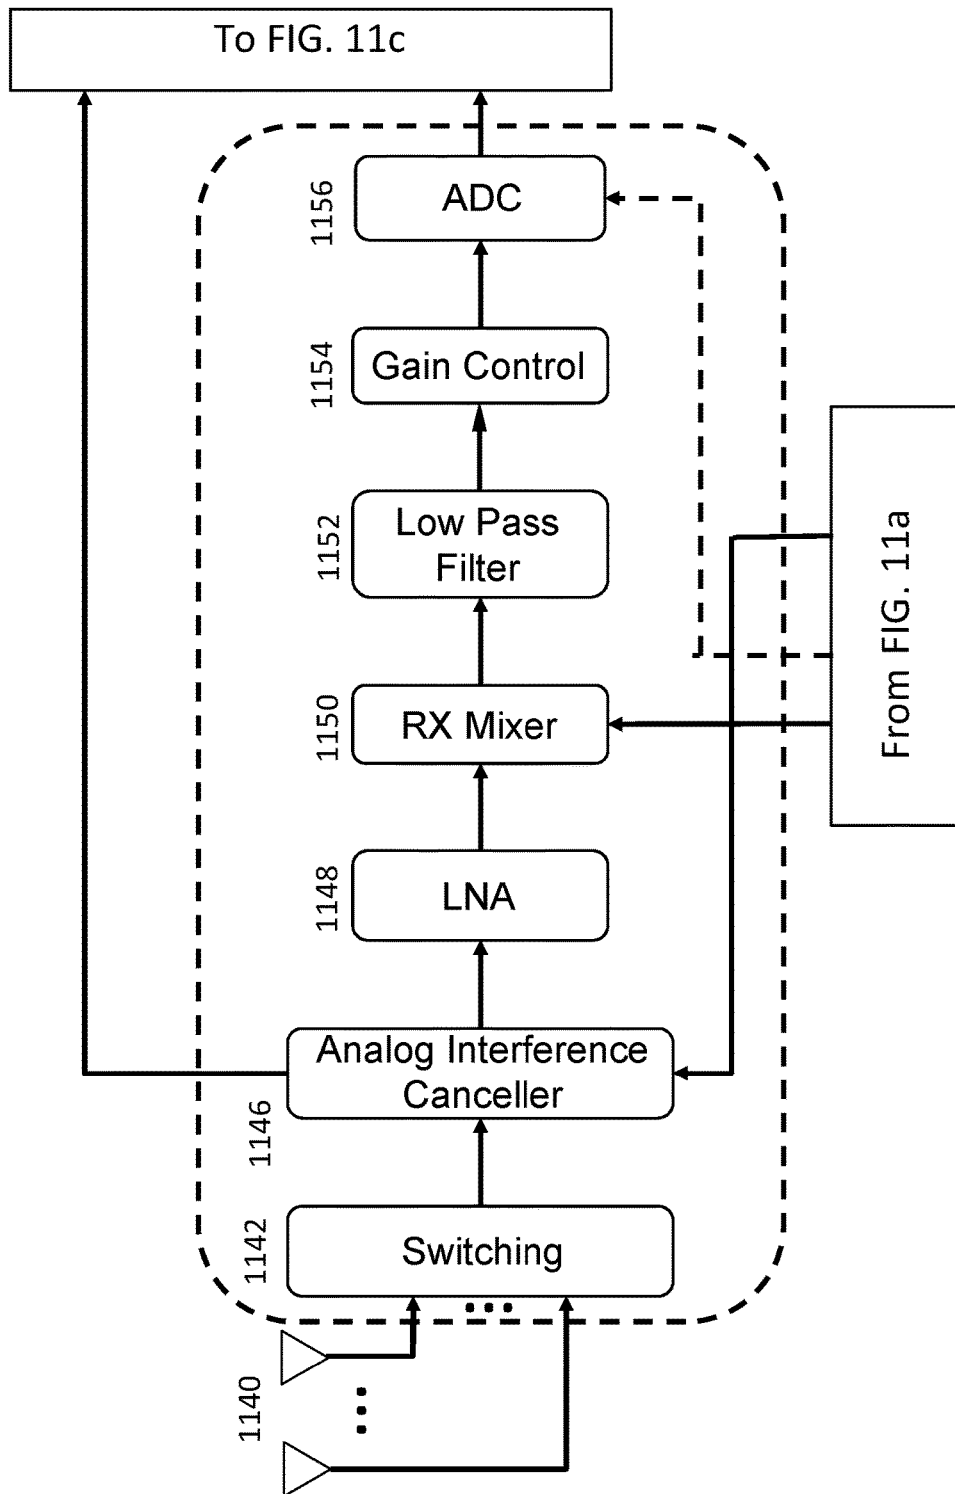 To FIG. 11c
1156
ADC
1154
Gain Control
1152
Low Pass
Filter
1150
RX Mixer
From FIG. 11a
1148
LNA
1146
Analog Interference
Canceller
1142
Switching
1140